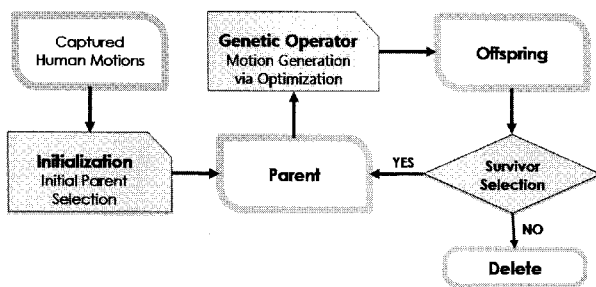 Captured
Human Motions
Genetic Operator
Motion Generation
via Optimization
Offspring
Initialization
Initial Parent
Selection
Parent
YES
Survivor
Selection
NO
Delete